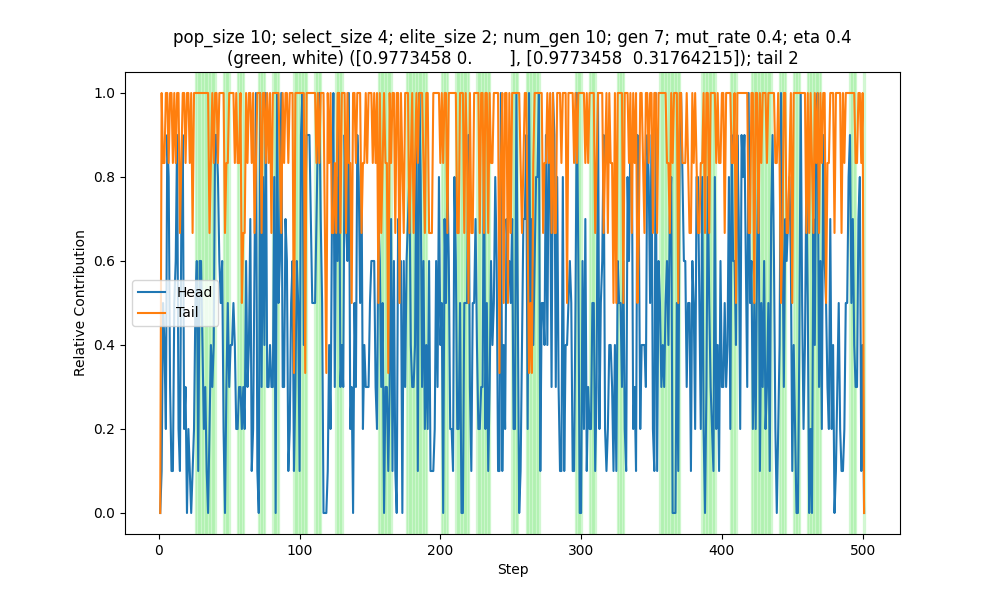 pop_size 10; select_size 4; elite_size 2; num_gen 10; gen 7; mut_rate 0.4; eta 0.4
(green, white) ([0.9773458 0.       ], [0.9773458  0.31764215]); tail 2
1.0
0.8
0.6
0.4
0.2
0.0
Relative Contribution
Head
Tail
0
100
200
300
400
500
Step